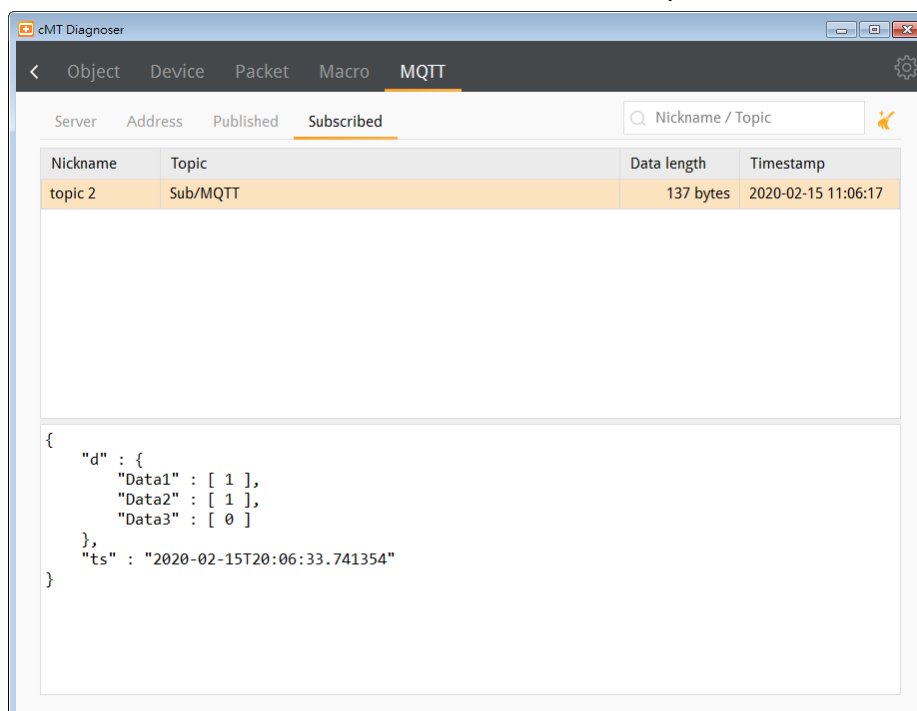 cMT Diagnoser
Object Device Packet Macro MQTT
Server Address Published Subscribed Nickname / Topic
Nickname Topic Data length Timestamp
topic 2 Sub/MQTT 137 bytes 2020-02-15 11:06:17
{
"d" : {
"Data1" : [ 1 ],
"Data2" : [ 1 ],
"Data3" : [ 0 ]
},
"ts" : "2020-02-15T20:06:33.741354"
}